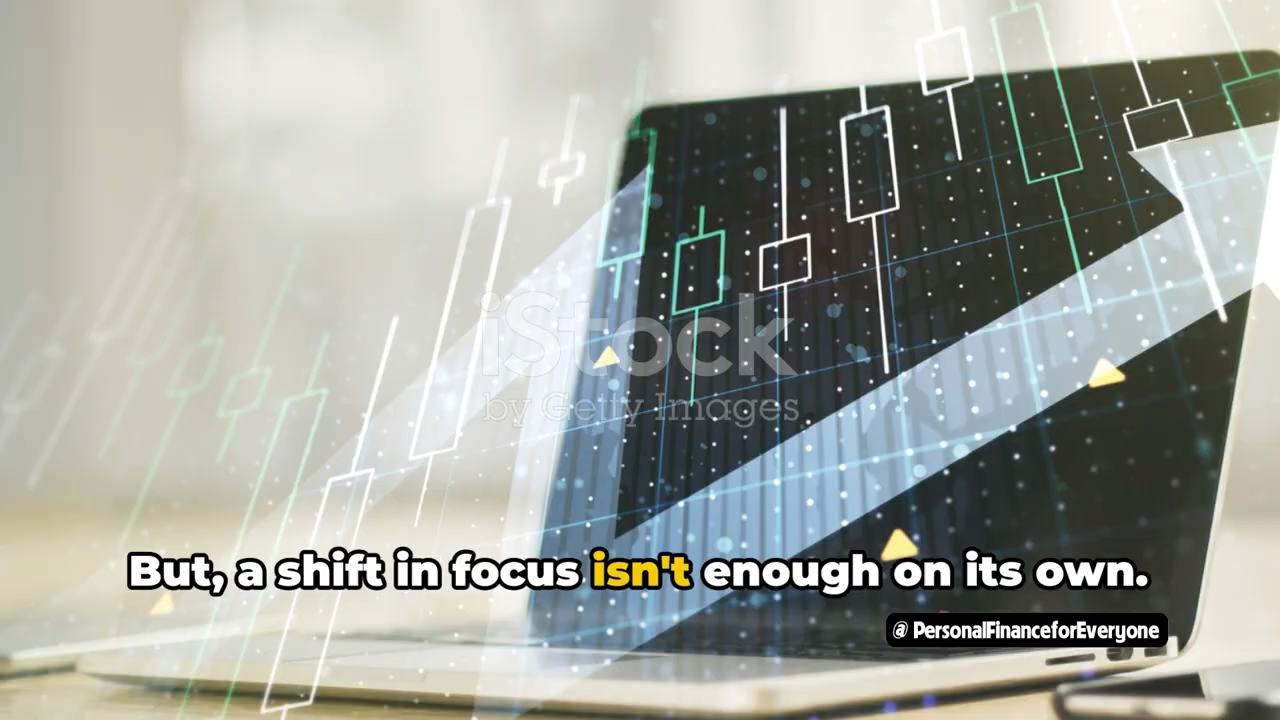 iStock
by Getty Images
But, a shift in focus isn't enough on its own.
@ PersonalFinanceforEveryone